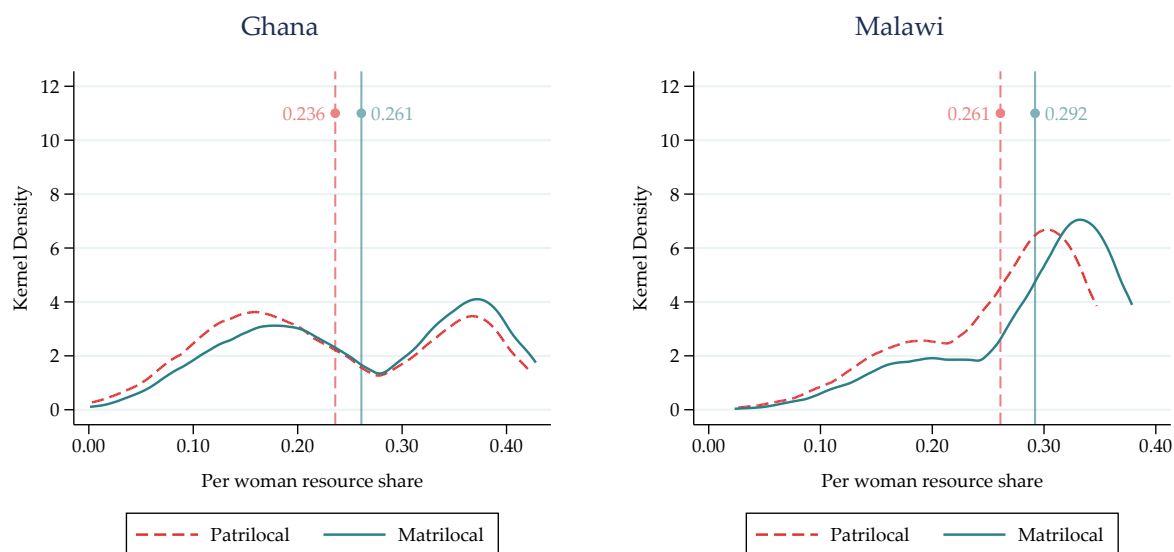 Ghana
12
10
8
6
4
2
0
Kernel Density
0.236
0.261
0.00
0.10
0.20
0.30
0.40
Per woman resource share
Patrilocal
Matrilocal
Malawi
12
10
8
6
4
2
0
Kernel Density
0.261
0.292
0.00
0.10
0.20
0.30
0.40
Per woman resource share
Patrilocal
Matrilocal